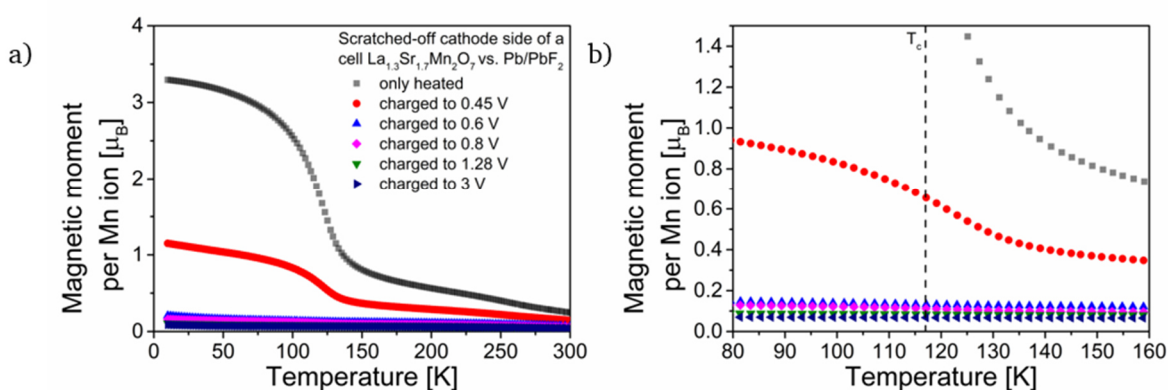 a)
Magnetic moment
per Mn ion [μB]
4
3
2
1
0
0 50 100 150 200 250 300
Temperature [K]
Scratched-off cathode side of a
cell La1.3Sr1.7Mn2O7 vs. Pb/PbF2
only heated
charged to 0.45 V
charged to 0.6 V
charged to 0.8 V
charged to 1.28 V
charged to 3 V
b)
Magnetic moment
per Mn ion [μB]
1.4
1.2
1.0
0.8
0.6
0.4
0.2
0.0
80 90 100 110 120 130 140 150 160
Temperature [K]
Tc